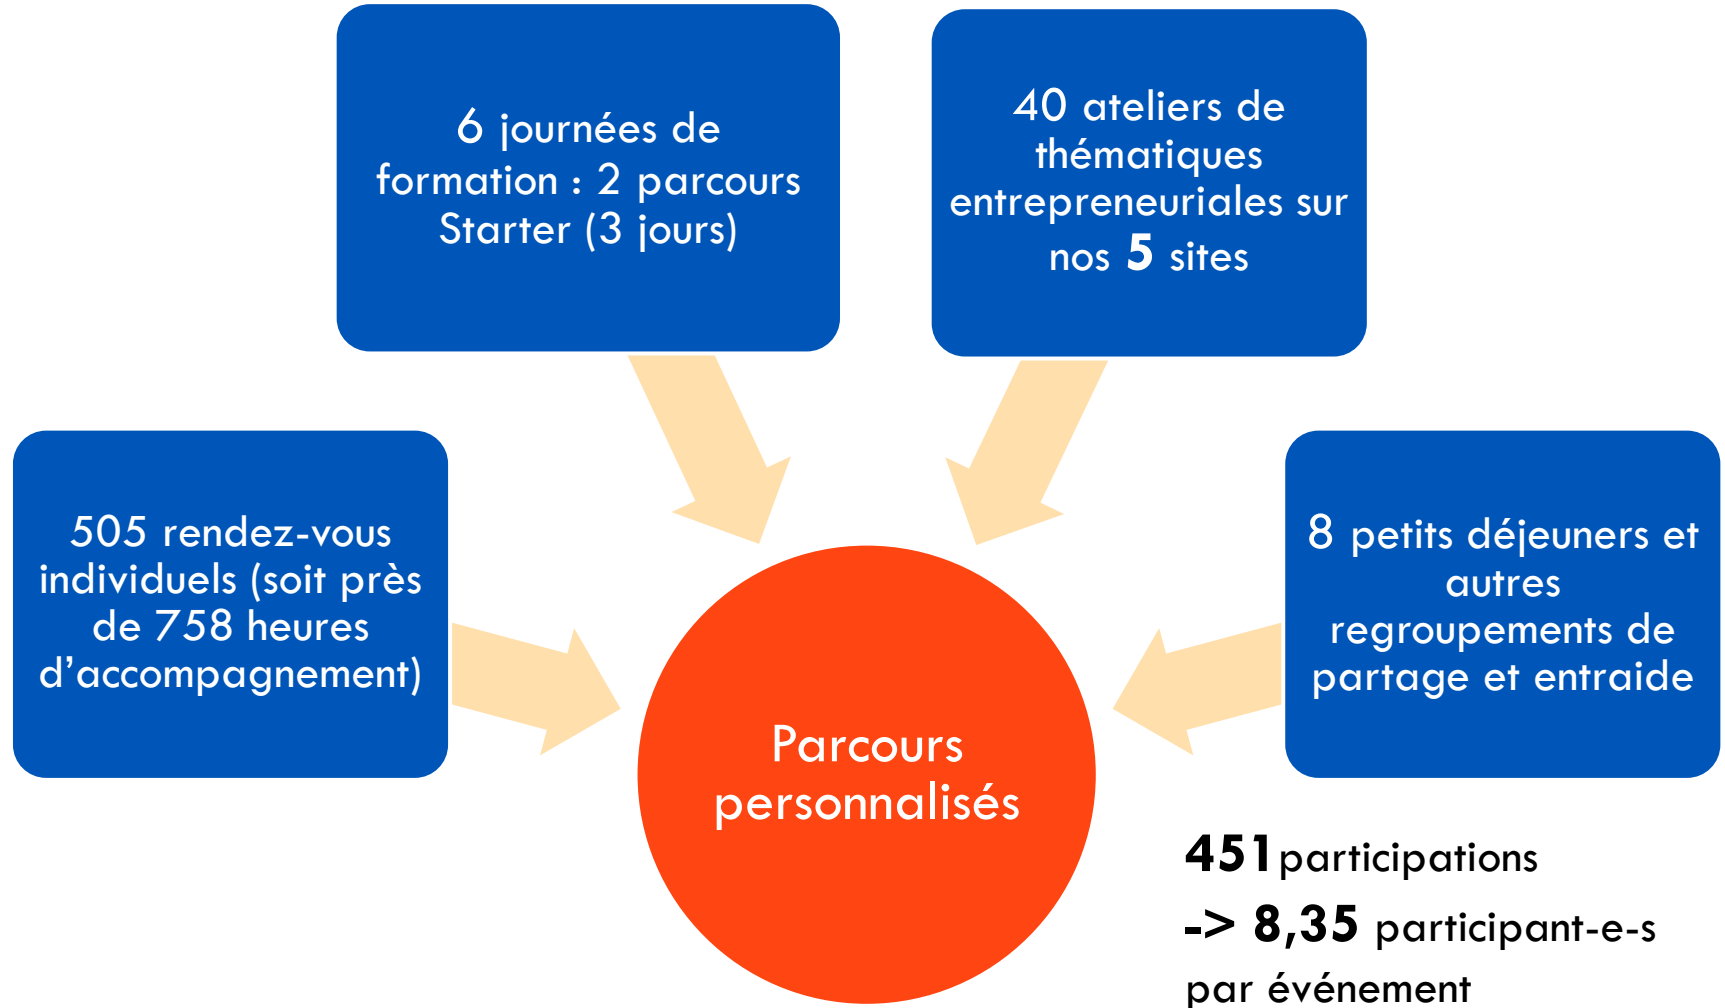 6 journées de
formation : 2 parcours
Starter (3 jours)
40 ateliers de
thématiques
entrepreneuriales sur
nos 5 sites
505 rendez-vous
individuels (soit près
de 758 heures
d’accompagnement)
8 petits déjeuners et
autres
regroupements de
partage et entraide
Parcours
personnalisés
451participations
-> 8,35 participant-e-s
par événement